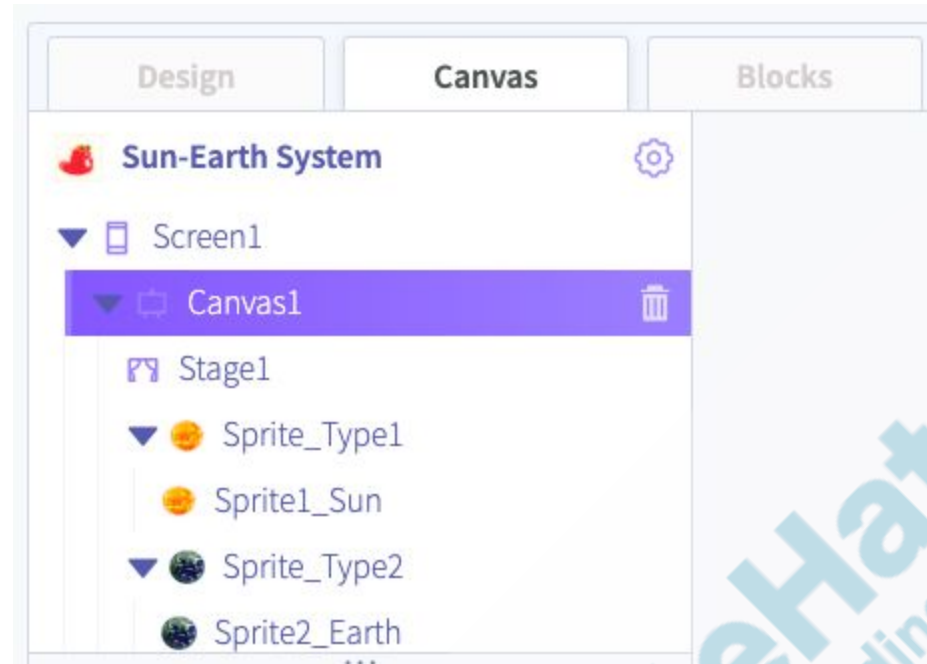 Design Canvas Blocks
Sun-Earth System
Screen1
Canvas1
Stage1
Sprite_Type1
Sprite1_Sun
Sprite_Type2
Sprite2_Earth